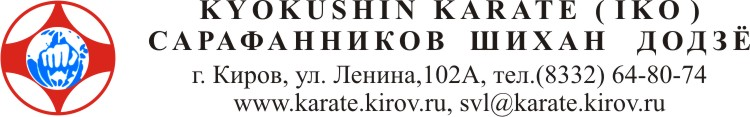 KYOKUSHIN KARATE (IKO)
САРАФАННИКОВ ШИХАН ДОДЗЁ
г. Киров, ул. Ленина,102А, тел.(8332) 64-80-74
www.karate.kirov.ru, svl@karate.kirov.ru